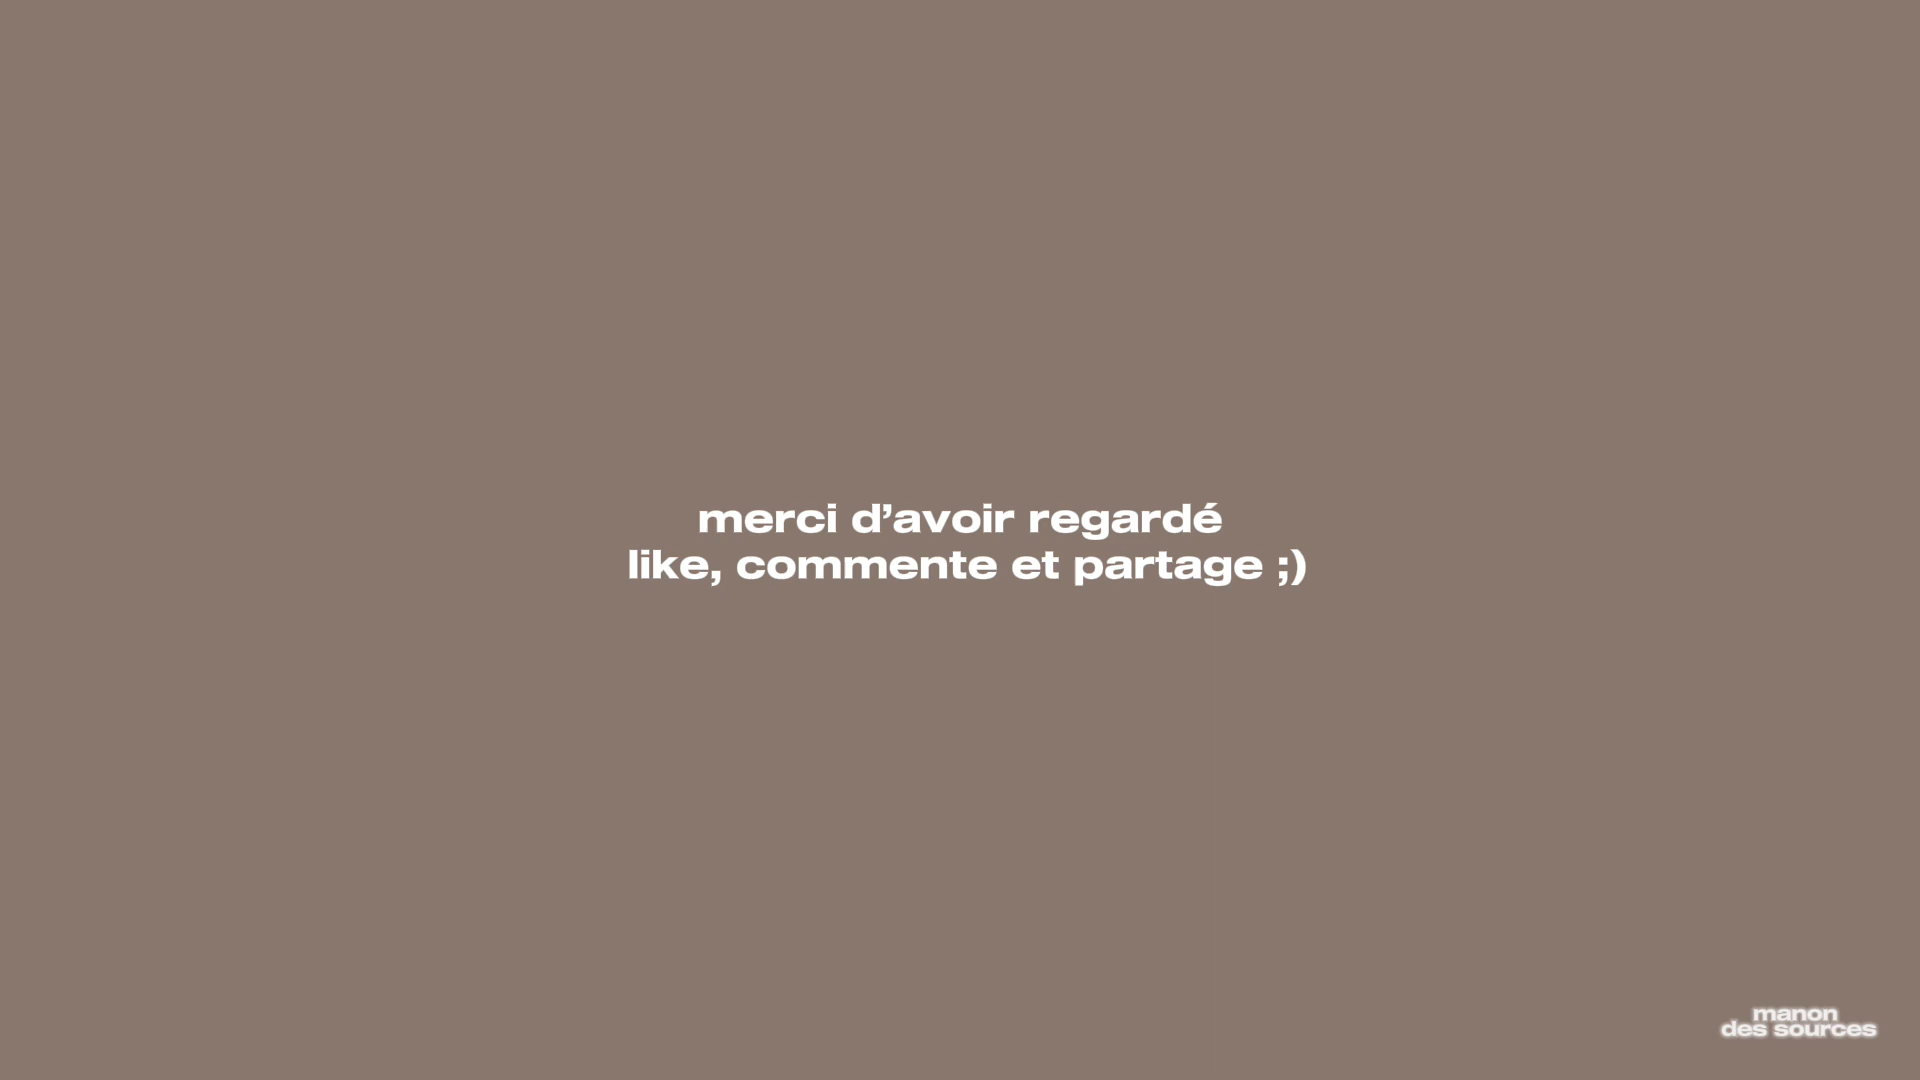 merci d’avoir regardé
like, commente et partage ;)
manon
des sources